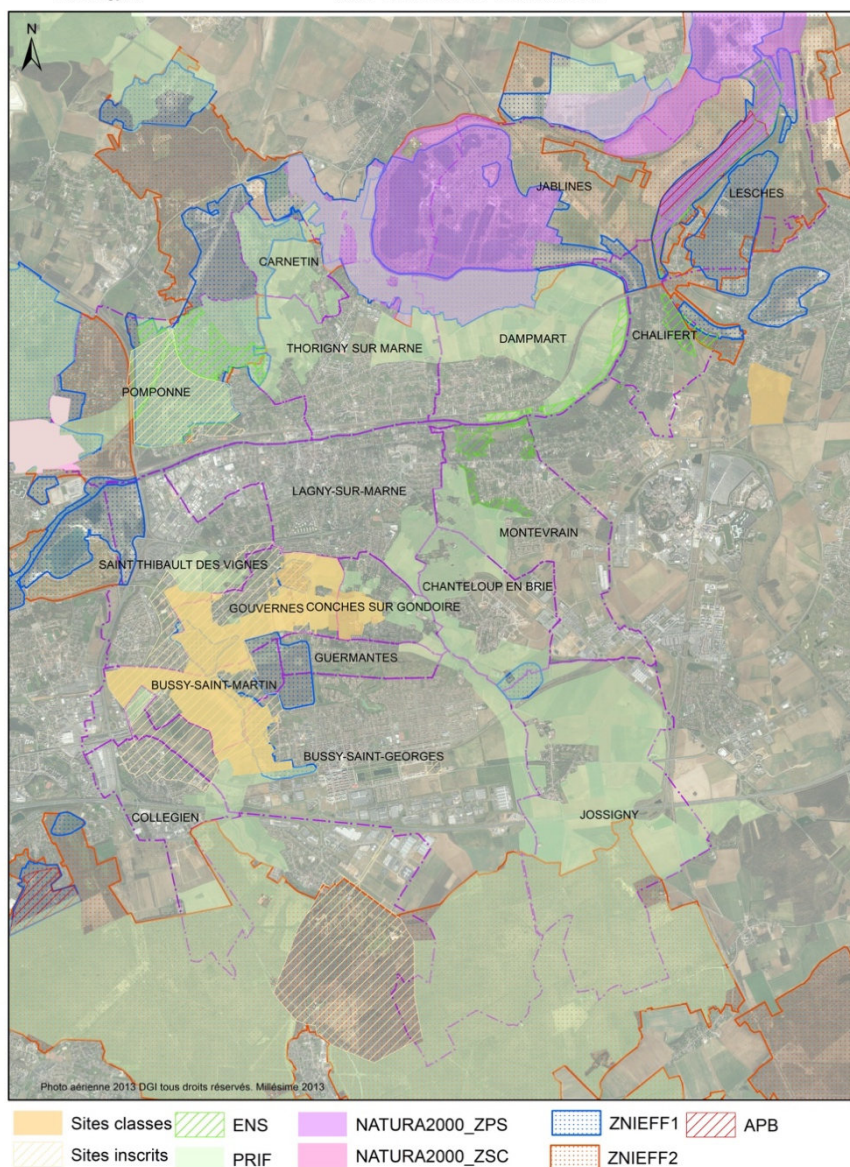 N
JABLINES
LESCHES
CARNETIN
THORIGNY SUR MARNE
DAMPMART
CHALIFERT
POMPONNE
LAGNY-SUR-MARNE
MONTEVRAIN
SAINT THIBAULT DES VIGNES
CHANTELOUP EN BRIE
GOUVERNES
CONCHES SUR GONDOIRE
GUERMANTES
BUSSY-SAINT-MARTIN
BUSSY-SAINT-GEORGES
COLLEGIEN
JOSSIGNY
Photo aérienne 2013 DGI tous droits réservés. Millésime 2013
Sites classes
ENS
NATURA2000_ZPS
ZNIEFF1
APB
Sites inscrits
PRIF
NATURA2000_ZSC
ZNIEFF2